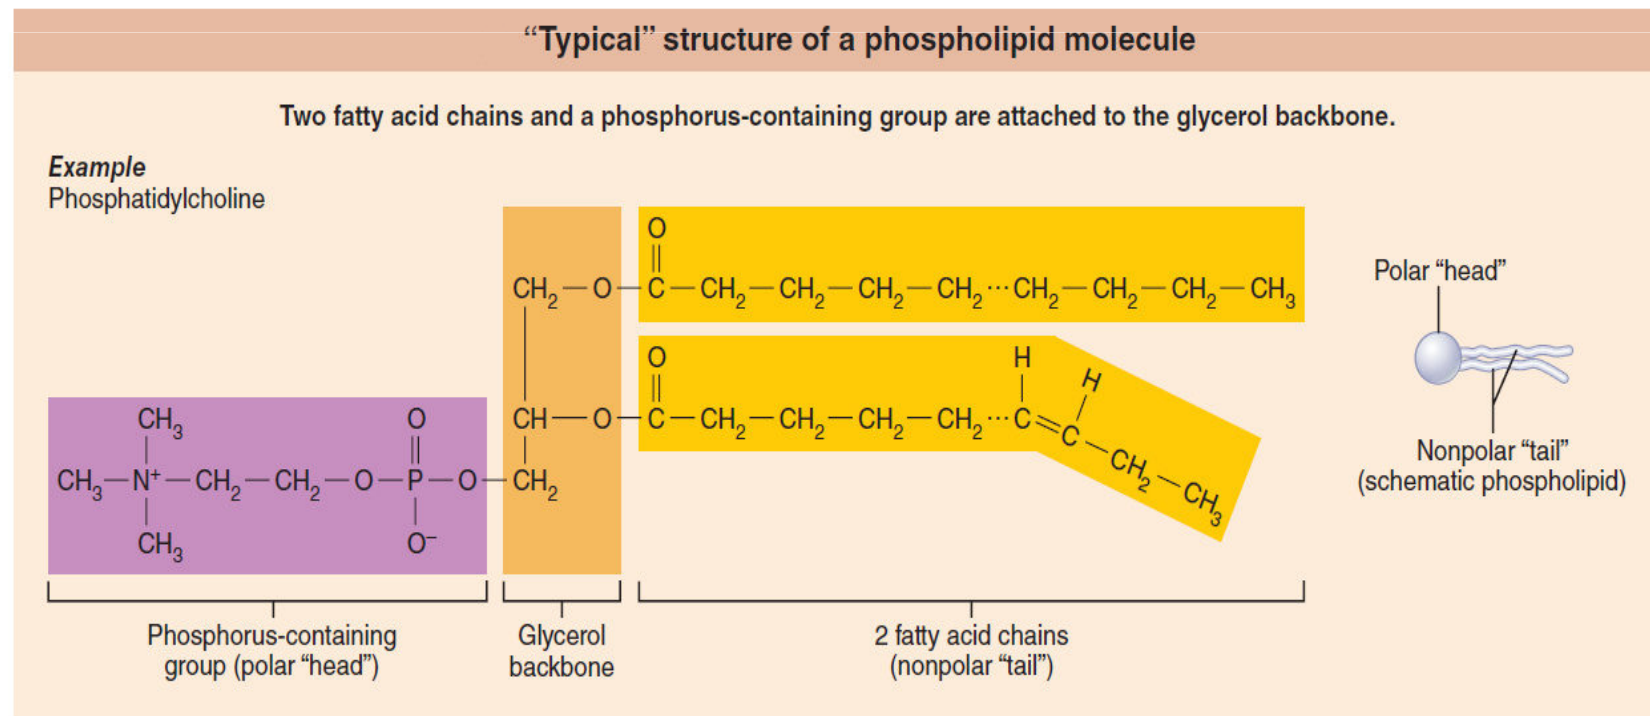 “Typical” structure of a phospholipid molecule
Two fatty acid chains and a phosphorus-containing group are attached to the glycerol backbone.
Example
Phosphatidylcholine
O
CH₂—O—C—CH₂—CH₂—CH₂—CH₂···CH₂—CH₂—CH₂—CH₃
O H H
CH—O—C—CH₂—CH₂—CH₂—CH₂···C=C—CH₂—CH₃
CH₃ O
CH₃—N⁺—CH₂—CH₂—O—P—O—CH₂
CH₃ O⁻
Polar “head”
Nonpolar “tail”
(schematic phospholipid)
Phosphorus-containing
group (polar “head”)
Glycerol
backbone
2 fatty acid chains
(nonpolar “tail”)